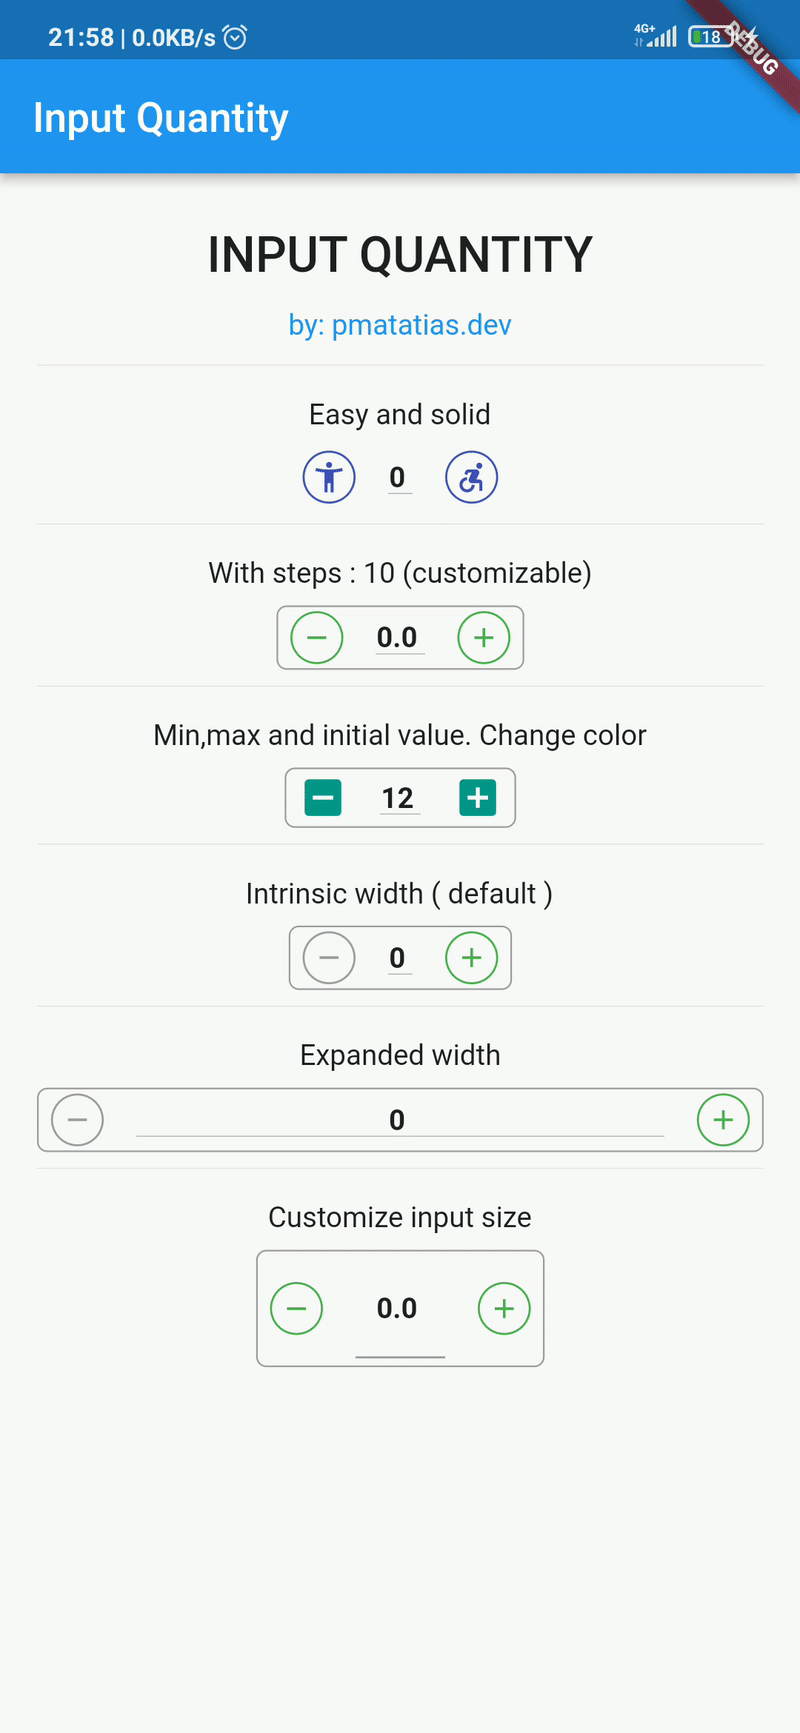 21:58 | 0.0KB/s
4G+
18
DEBUG
Input Quantity
INPUT QUANTITY
by: pmatatias.dev
Easy and solid
0
With steps : 10 (customizable)
− 0.0 +
Min,max and initial value. Change color
− 12 +
Intrinsic width ( default )
− 0 +
Expanded width
− 0 +
Customize input size
− 0.0 +